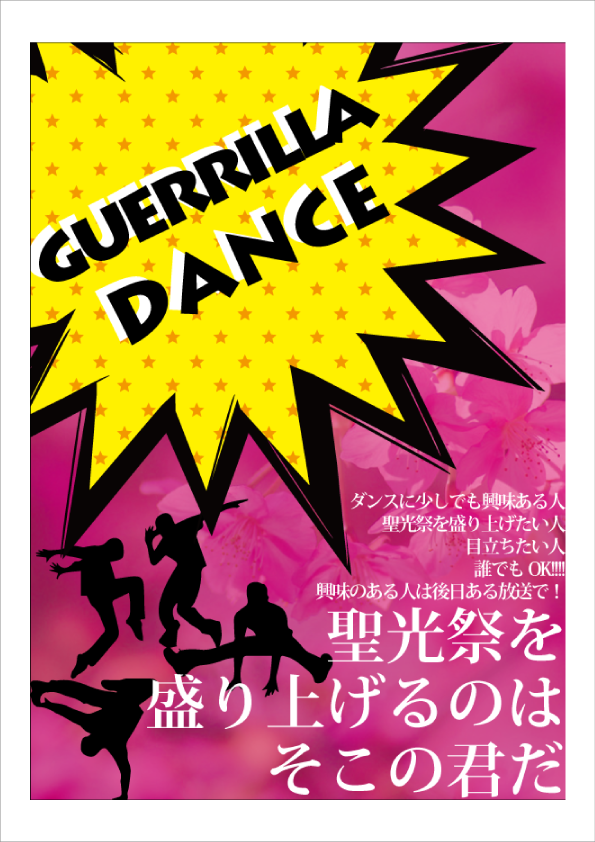 GUERRILLA
DANCE
ダンスに少しでも興味ある人
聖光祭を盛り上げたい人
目立ちたい人
誰でも OK!!!!
興味のある人は後日ある放送で！
聖光祭を
盛り上げるのは
そこの君だ